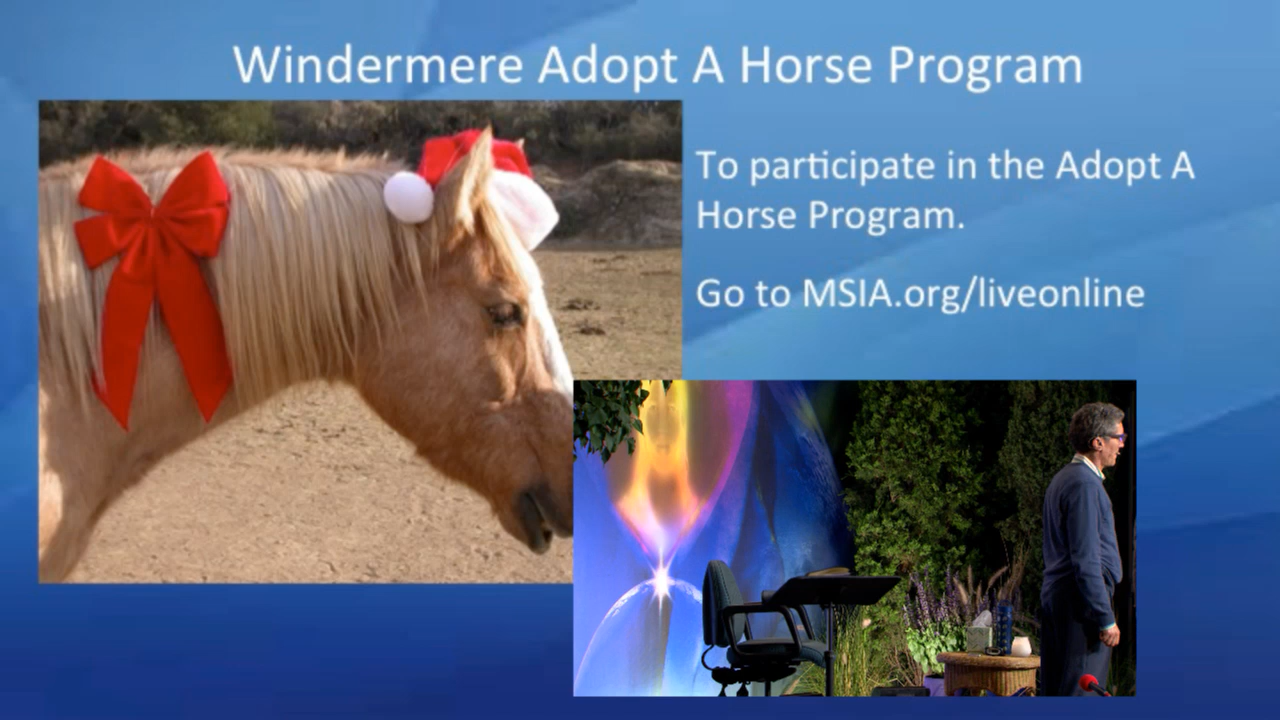 Windermere Adopt A Horse Program
To participate in the Adopt A
Horse Program.
Go to MSIA.org/liveonline